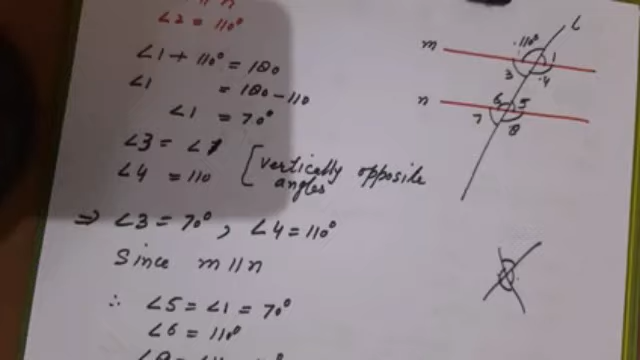 ∠2 = 110°
∠1 + 110° = 180
∠1 = 180 - 110
∠1 = 70°
∠3 = ∠1
∠4 = 110 [vertically opposite angles
⇒ ∠3 = 70°, ∠4 = 110°
Since m || n
∴ ∠5 = ∠1 = 70°
∠6 = 110°
l
m 110° 1
3 4
n 6 5
7 8